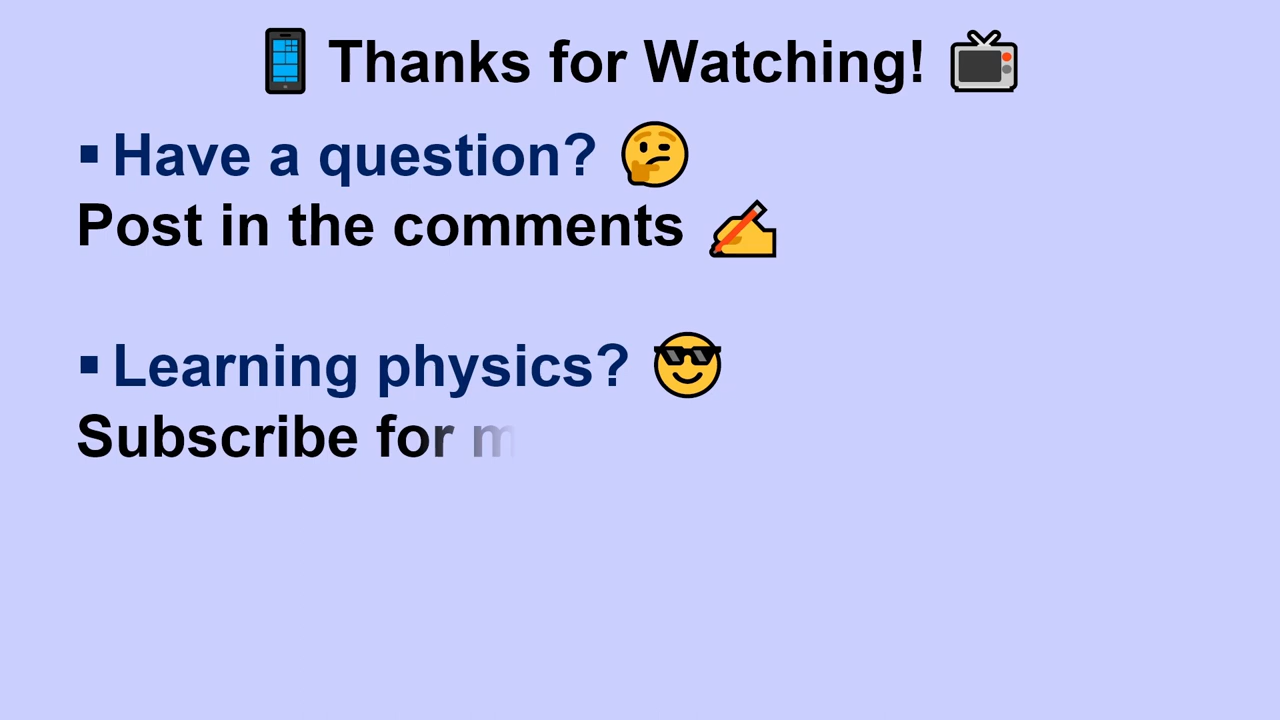 📱 Thanks for Watching! 📺
▪ Have a question? 🤔
Post in the comments ✍
▪ Learning physics? 😎
Subscribe for